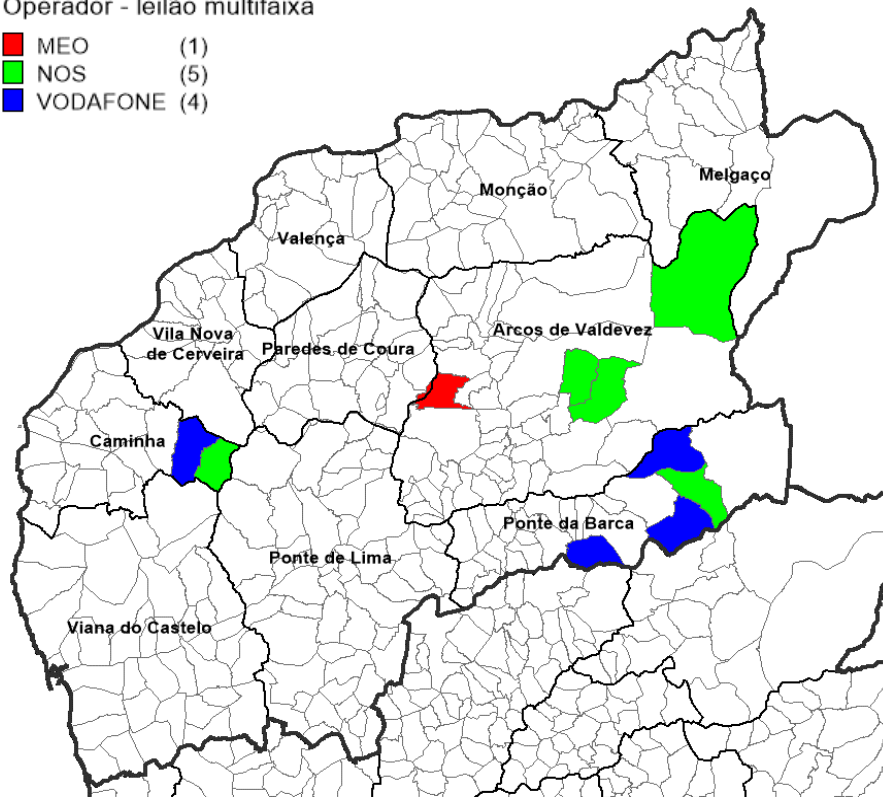 Operador - leilão multifaixa
MEO (1)
NOS (5)
VODAFONE (4)
Melgaço
Monção
Valença
Vila Nova
de Cerveira
Paredes de Coura
Arcos de Valdevez
Caminha
Ponte da Barca
Ponte de Lima
Viana do Castelo